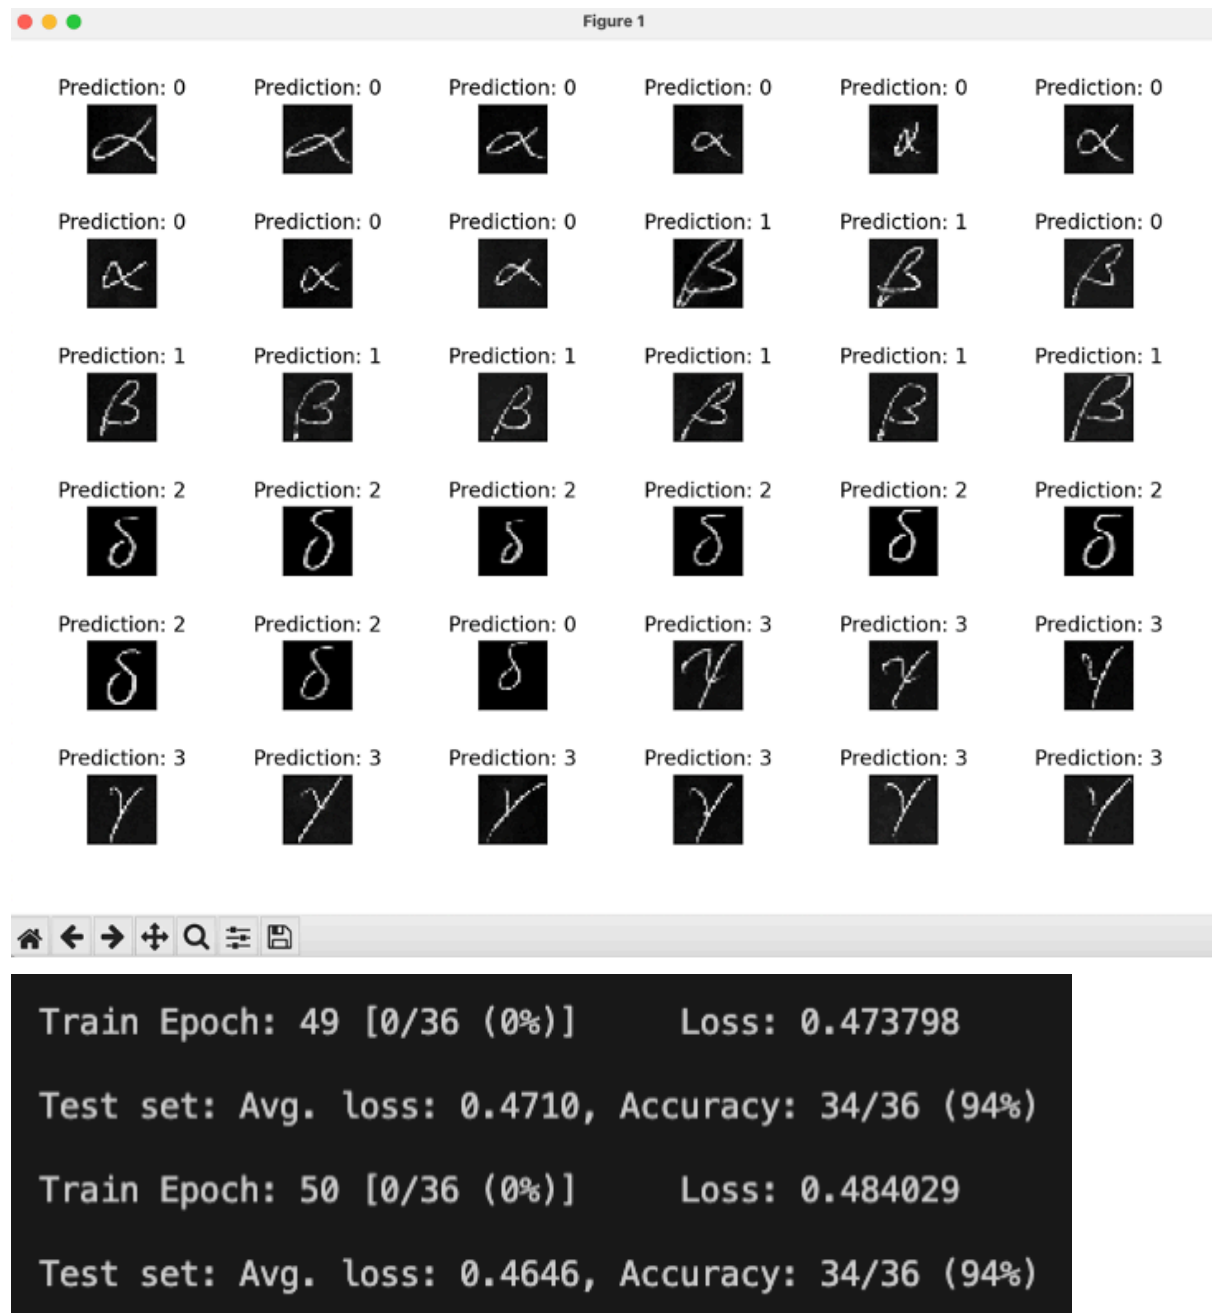 Figure 1
Prediction: 0 Prediction: 0 Prediction: 0 Prediction: 0 Prediction: 0 Prediction: 0
α α α α α α
Prediction: 0 Prediction: 0 Prediction: 0 Prediction: 1 Prediction: 1 Prediction: 0
α α α β β β
Prediction: 1 Prediction: 1 Prediction: 1 Prediction: 1 Prediction: 1 Prediction: 1
β β β β β β
Prediction: 2 Prediction: 2 Prediction: 2 Prediction: 2 Prediction: 2 Prediction: 2
δ δ δ δ δ δ
Prediction: 2 Prediction: 2 Prediction: 0 Prediction: 3 Prediction: 3 Prediction: 3
δ δ δ γ γ γ
Prediction: 3 Prediction: 3 Prediction: 3 Prediction: 3 Prediction: 3 Prediction: 3
γ γ γ γ γ γ
Train Epoch: 49 [0/36 (0%)] Loss: 0.473798
Test set: Avg. loss: 0.4710, Accuracy: 34/36 (94%)
Train Epoch: 50 [0/36 (0%)] Loss: 0.484029
Test set: Avg. loss: 0.4646, Accuracy: 34/36 (94%)